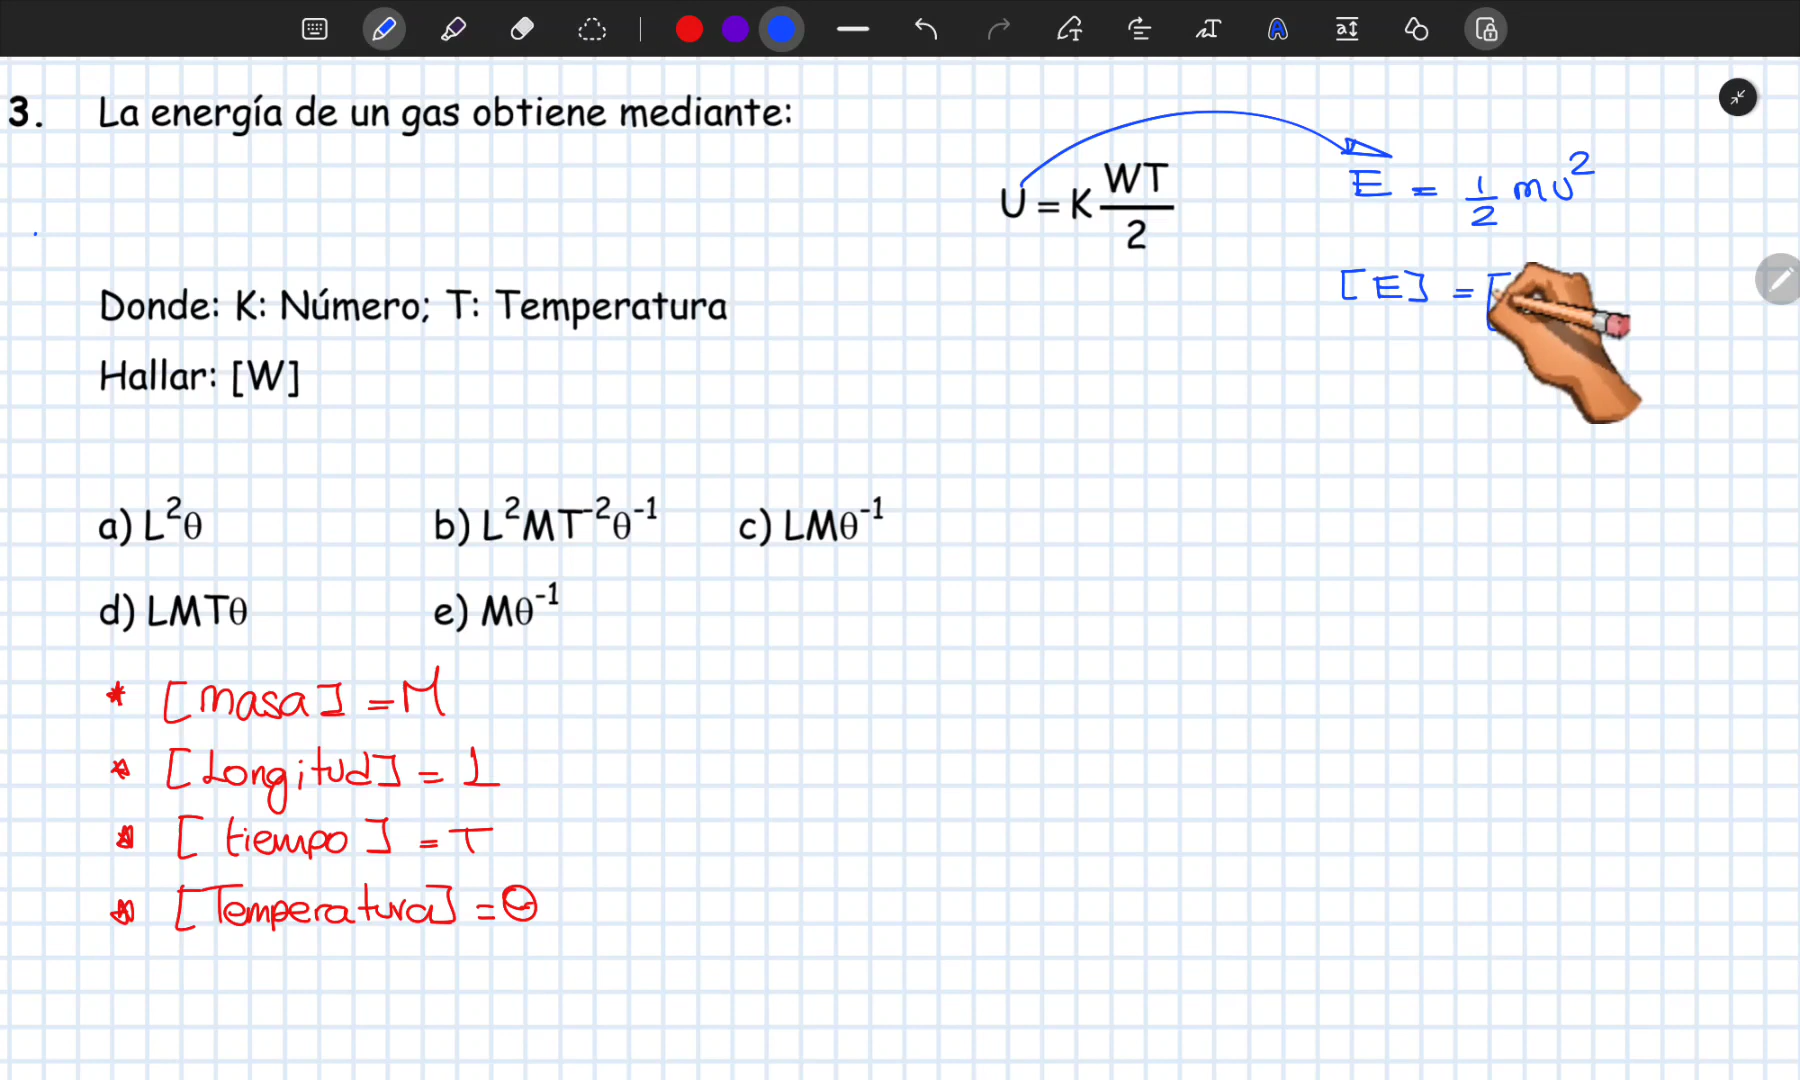 3. La energía de un gas obtiene mediante:
U = K WT/2
E = 1/2 mv²
[E] = [
Donde: K: Número; T: Temperatura
Hallar: [W]
a) L²θ b) L²MT⁻²θ⁻¹ c) LMθ⁻¹
d) LMTθ e) Mθ⁻¹
* [masa] = M
* [Longitud] = L
* [tiempo] = T
* [Temperatura] = θ